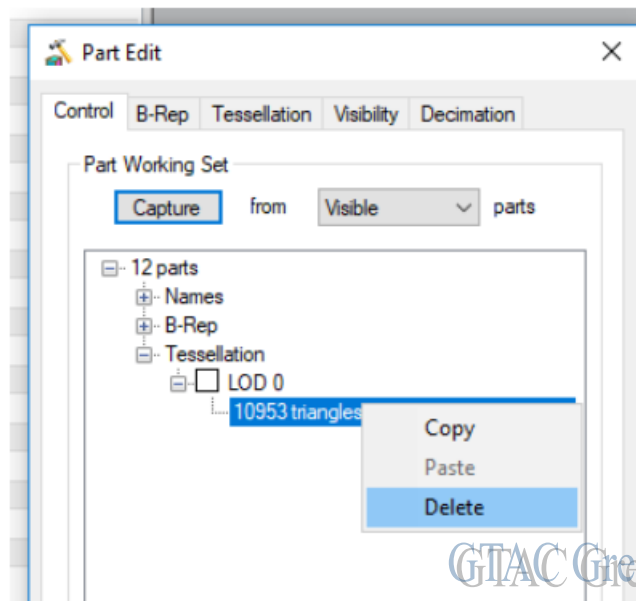 Part Edit
Control B-Rep Tessellation Visibility Decimation
Part Working Set
Capture from Visible parts
12 parts
Names
B-Rep
Tessellation
LOD 0
10953 triangles
Copy
Paste
Delete
GTAC Gre